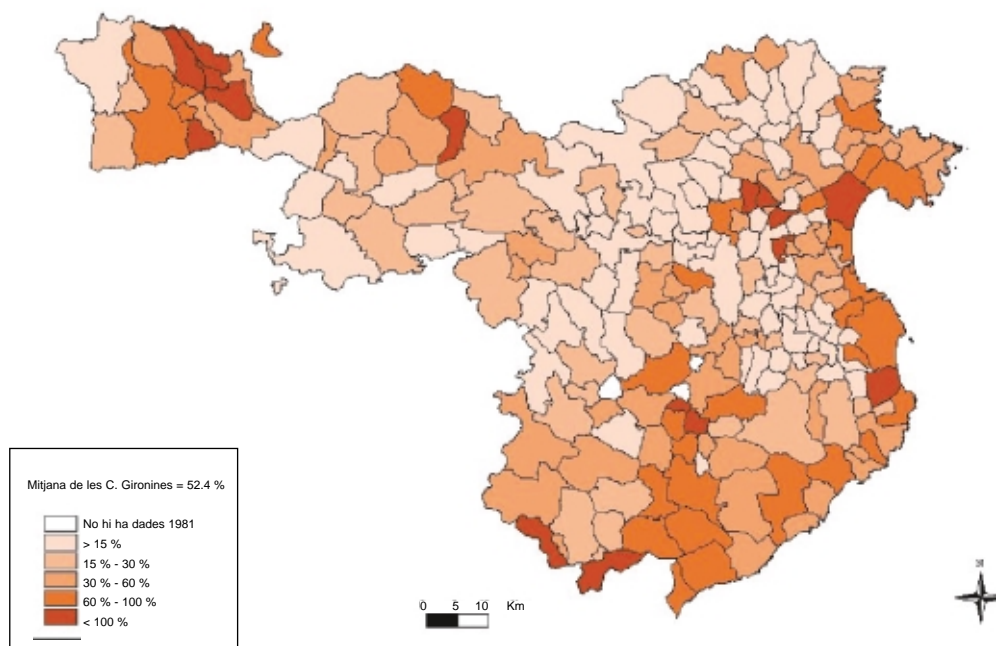 Mitjana de les C. Gironines = 52.4 %
No hi ha dades 1981
> 15 %
15 % - 30 %
30 % - 60 %
60 % - 100 %
< 100 %
0 5 10 Km